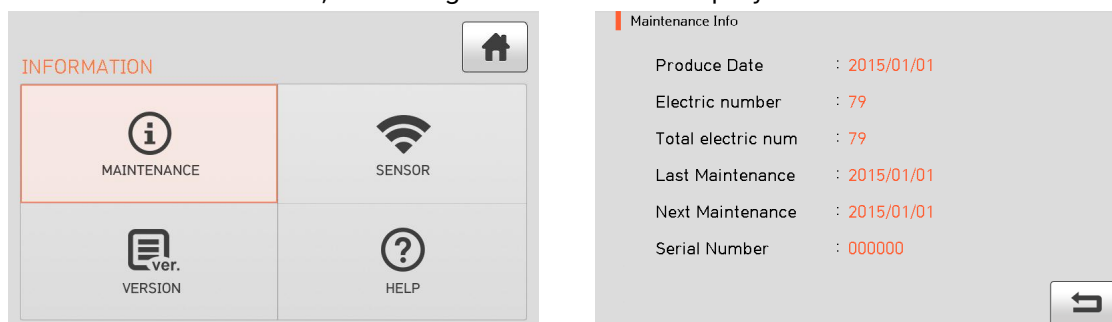 INFORMATION
MAINTENANCE
SENSOR
ver.
VERSION
HELP
Maintenance Info
Produce Date : 2015/01/01
Electric number : 79
Total electric num : 79
Last Maintenance : 2015/01/01
Next Maintenance : 2015/01/01
Serial Number : 000000